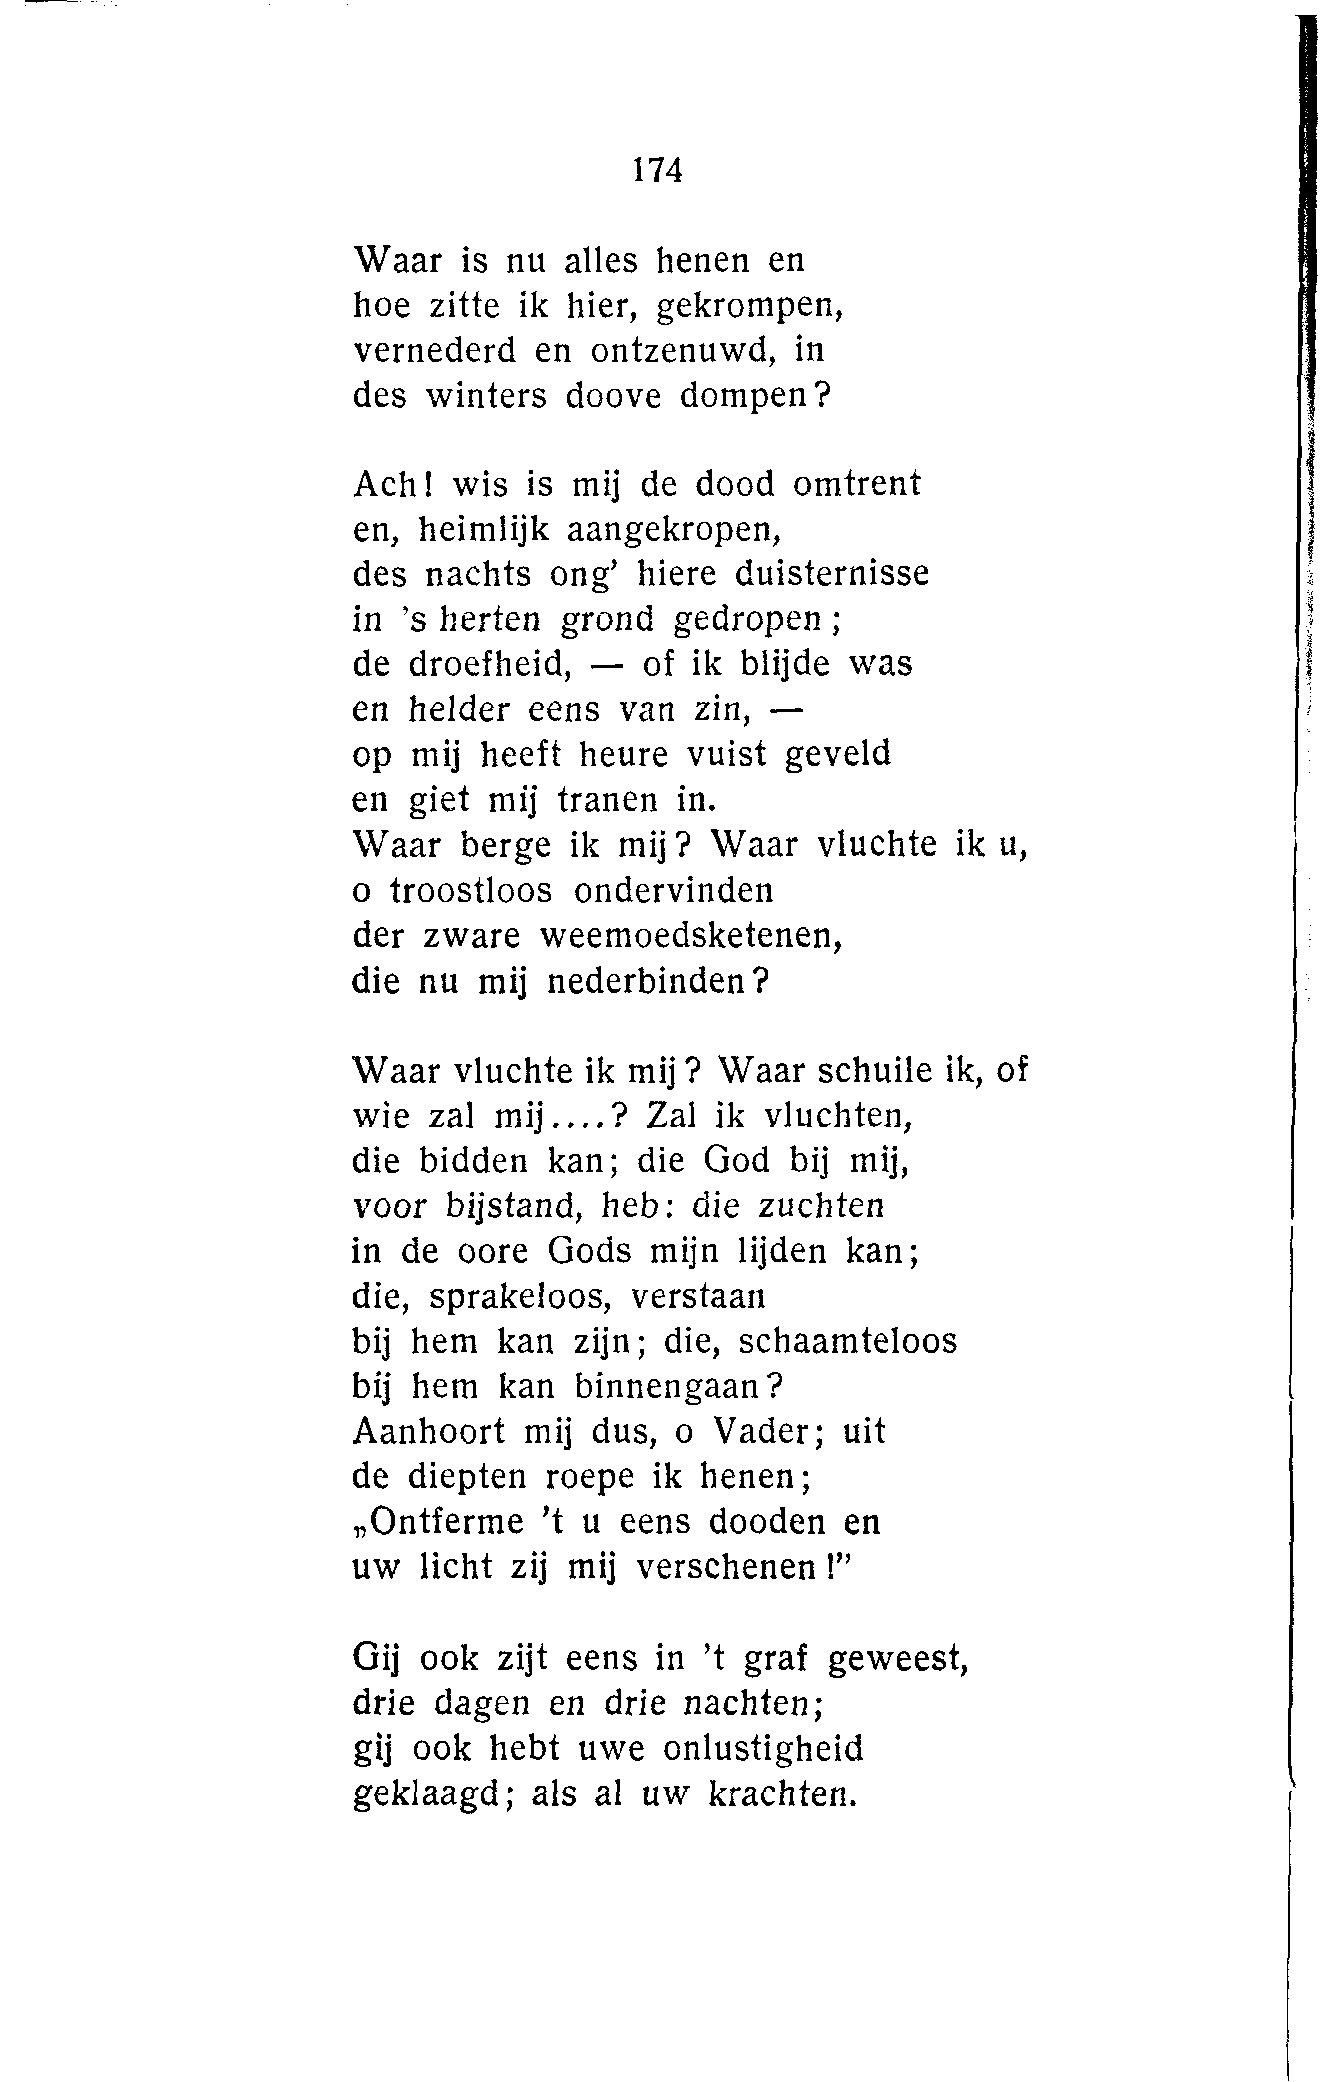 174
Waar is nu alles henen en
hoe zitte ik hier, gekrompen,
vernederd en ontzenuwd, in
des winters doove dompen?
Ach! wis is mij de dood omtrent
en, heimlijk aangekropen,
des nachts ong' hiere duisternisse
in 's herten grond gedropen;
de droefheid, — of ik blijde was
en helder eens van zin, —
op mij heeft heure vuist geveld
en giet mij tranen in.
Waar berge ik mij? Waar vluchte ik u,
o troostloos ondervinden
der zware weemoedsketenen,
die nu mij nederbinden?
Waar vluchte ik mij? Waar schuile ik, of
wie zal mij....? Zal ik vluchten,
die bidden kan; die God bij mij,
voor bijstand, heb: die zuchten
in de oore Gods mijn lijden kan;
die, sprakeloos, verstaan
bij hem kan zijn; die, schaamteloos
bij hem kan binnengaan?
Aanhoort mij dus, o Vader; uit
de diepten roepe ik henen;
„Ontferme 't u eens dooden en
uw licht zij mij verschenen!”
Gij ook zijt eens in 't graf geweest,
drie dagen en drie nachten;
gij ook hebt uwe onlustigheid
geklaagd; als al uw krachten.